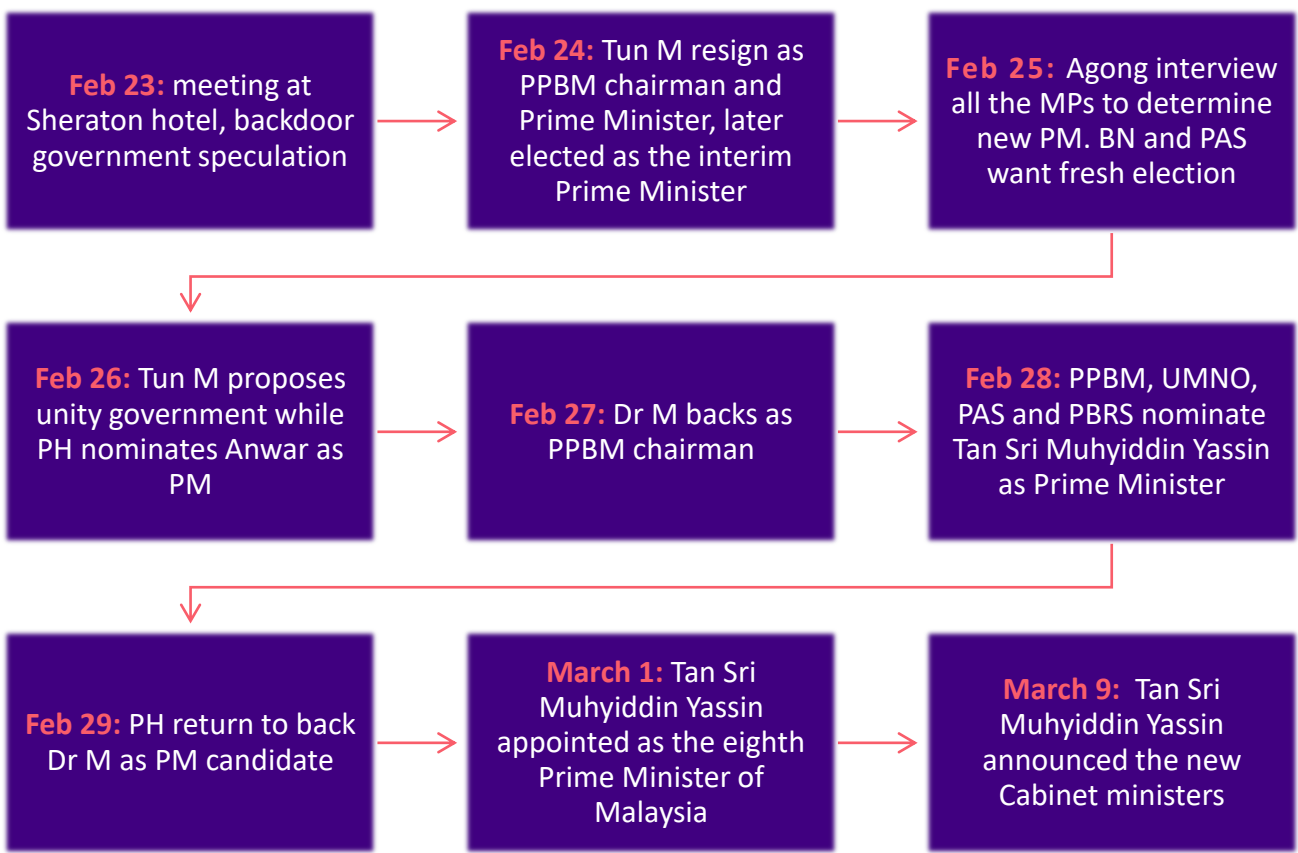 Feb 23: meeting at
Sheraton hotel, backdoor
government speculation
Feb 24: Tun M resign as
PPBM chairman and
Prime Minister, later
elected as the interim
Prime Minister
Feb 25: Agong interview
all the MPs to determine
new PM. BN and PAS
want fresh election
Feb 26: Tun M proposes
unity government while
PH nominates Anwar as
PM
Feb 27: Dr M backs as
PPBM chairman
Feb 28: PPBM, UMNO,
PAS and PBRS nominate
Tan Sri Muhyiddin Yassin
as Prime Minister
Feb 29: PH return to back
Dr M as PM candidate
March 1: Tan Sri
Muhyiddin Yassin
appointed as the eighth
Prime Minister of
Malaysia
March 9: Tan Sri
Muhyiddin Yassin
announced the new
Cabinet ministers